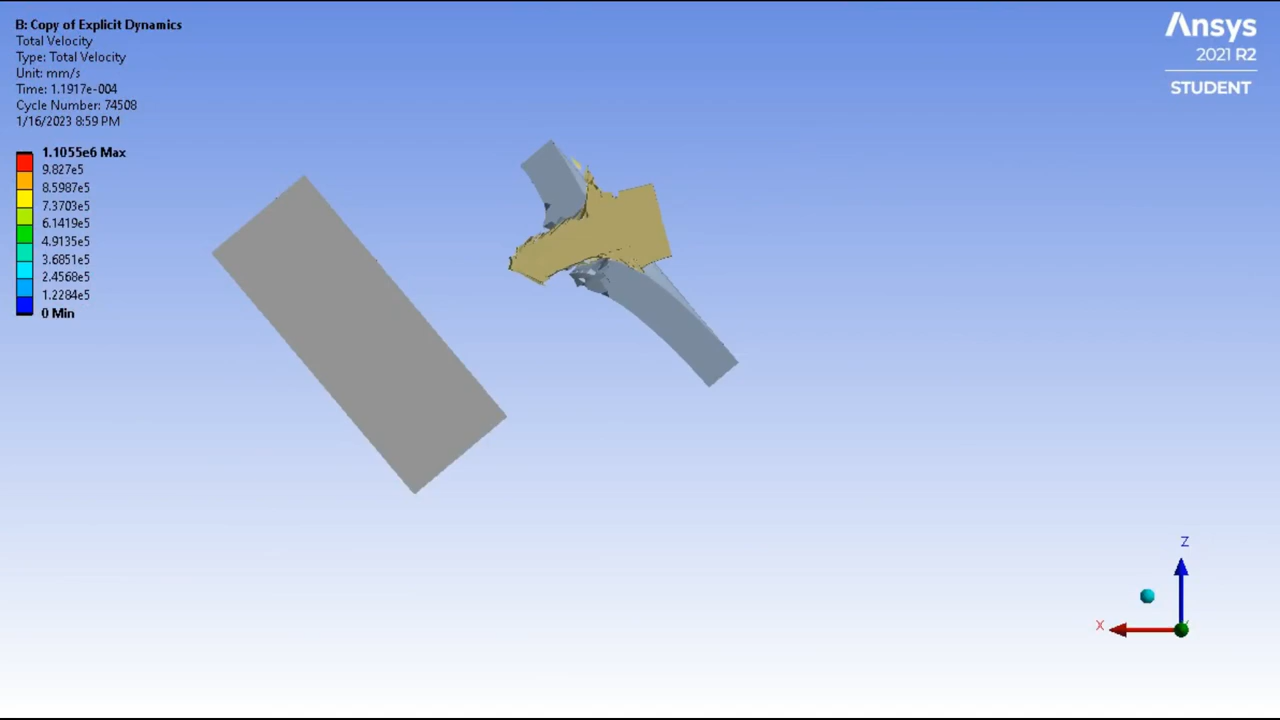 B: Copy of Explicit Dynamics
Total Velocity
Type: Total Velocity
Unit: mm/s
Time: 1.1917e-004
Cycle Number: 74508
1/16/2023 8:59 PM
1.1055e6 Max
9.827e5
8.5987e5
7.3703e5
6.1419e5
4.9135e5
3.6851e5
2.4568e5
1.2284e5
0 Min
Ansys
2021 R2
STUDENT
Z
X